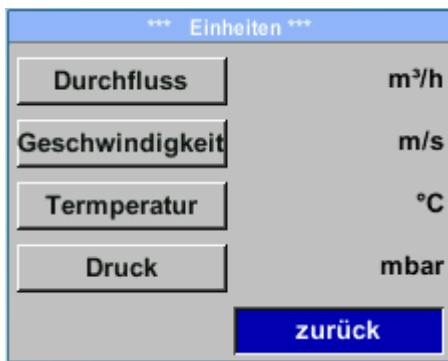 *** Einheiten ***
Durchfluss m³/h
Geschwindigkeit m/s
Termperatur °C
Druck mbar
zurück